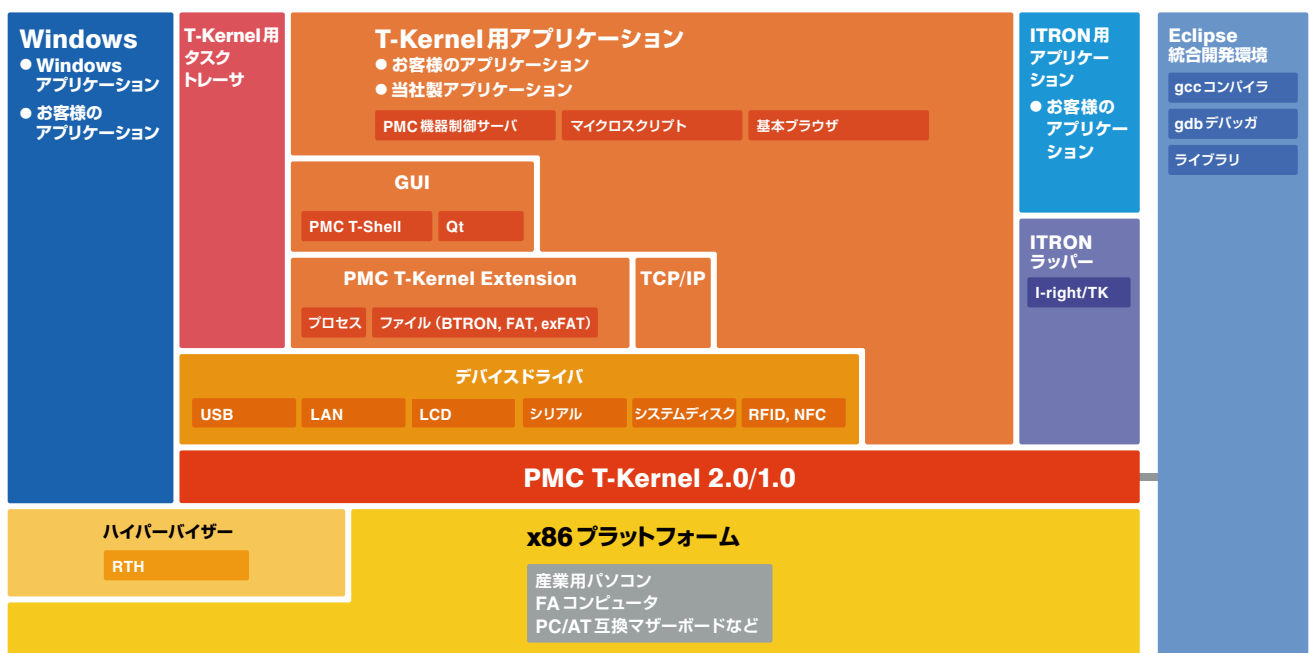 Windows
● Windows
アプリケーション
● お客様の
アプリケーション
T-Kernel用
タスク
トレーサ
T-Kernel用アプリケーション
● お客様のアプリケーション
● 当社製アプリケーション
PMC機器制御サーバ
マイクロスクリプト
基本ブラウザ
GUI
PMC T-Shell
Qt
PMC T-Kernel Extension
プロセス
ファイル（BTRON, FAT, exFAT）
TCP/IP
デバイスドライバ
USB
LAN
LCD
シリアル
システムディスク
RFID, NFC
ITRON用
アプリケー
ション
● お客様の
アプリケー
ション
ITRON
ラッパー
I-right/TK
PMC T-Kernel 2.0/1.0
ハイパーバイザー
RTH
x86プラットフォーム
産業用パソコン
FAコンピュータ
PC/AT互換マザーボードなど
Eclipse
統合開発環境
gccコンパイラ
gdbデバッガ
ライブラリ